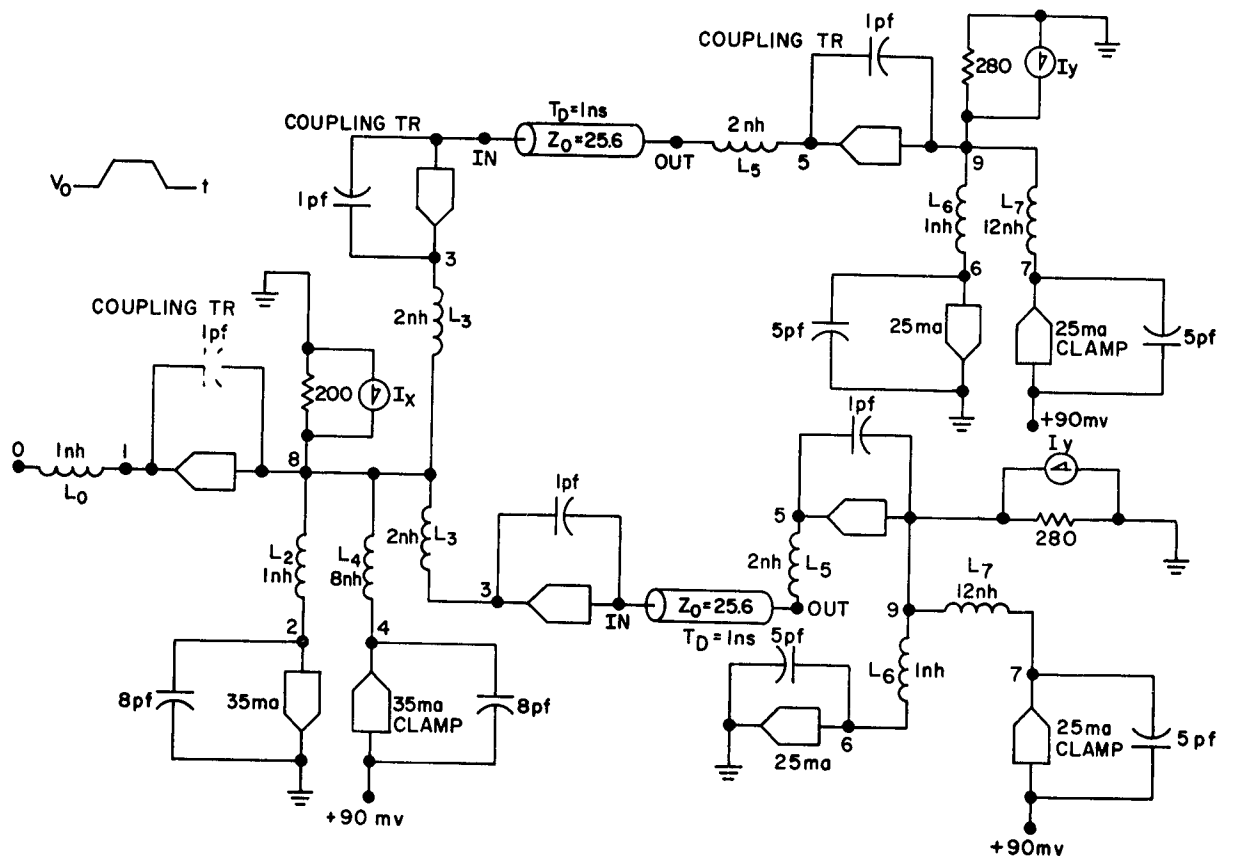 COUPLING TR
1pf
280
Iy
COUPLING TR
TD=1ns
Z0=25.6
IN
OUT
2nh
L5
5
9
V0
t
1pf
3
L6
1nh
L7
12nh
6
7
COUPLING TR
1pf
2nh
L3
5pf
25ma
25ma
CLAMP
5pf
200
Ix
+90mv
0
1nh
1
L0
8
1pf
Iy
1pf
5
280
L2
1nh
L4
8nh
2nh
L3
2nh
L5
L7
12nh
3
IN
Z0=25.6
OUT
9
TD=1ns
2
4
5pf
L6
1nh
7
8pf
35ma
35ma
CLAMP
8pf
25ma
6
25ma
CLAMP
5pf
+90 mv
+90mv